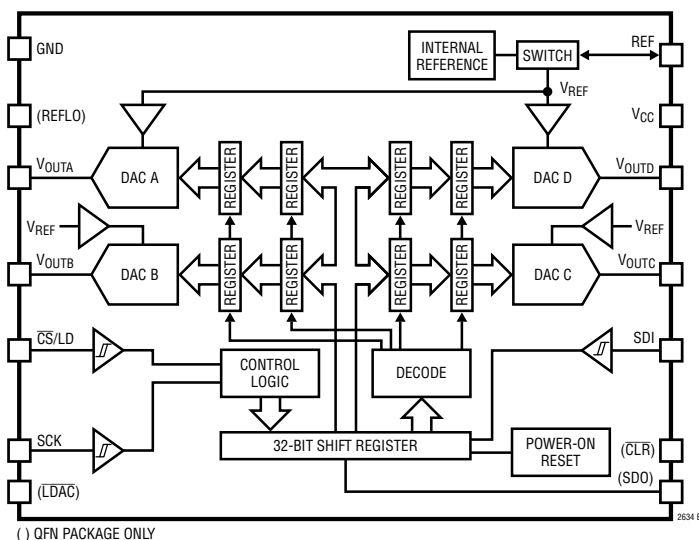 GND
INTERNAL
REFERENCE
SWITCH
REF
VREF
(REFLO)
VCC
VOUTA
DAC A
REGISTER
REGISTER
REGISTER
REGISTER
DAC D
VOUTD
VREF
VREF
VOUTB
DAC B
REGISTER
REGISTER
REGISTER
REGISTER
DAC C
VOUTC
CS/LD
CONTROL
LOGIC
DECODE
SDI
SCK
32-BIT SHIFT REGISTER
POWER-ON
RESET
(CLR)
(LDAC)
(SDO)
( ) QFN PACKAGE ONLY